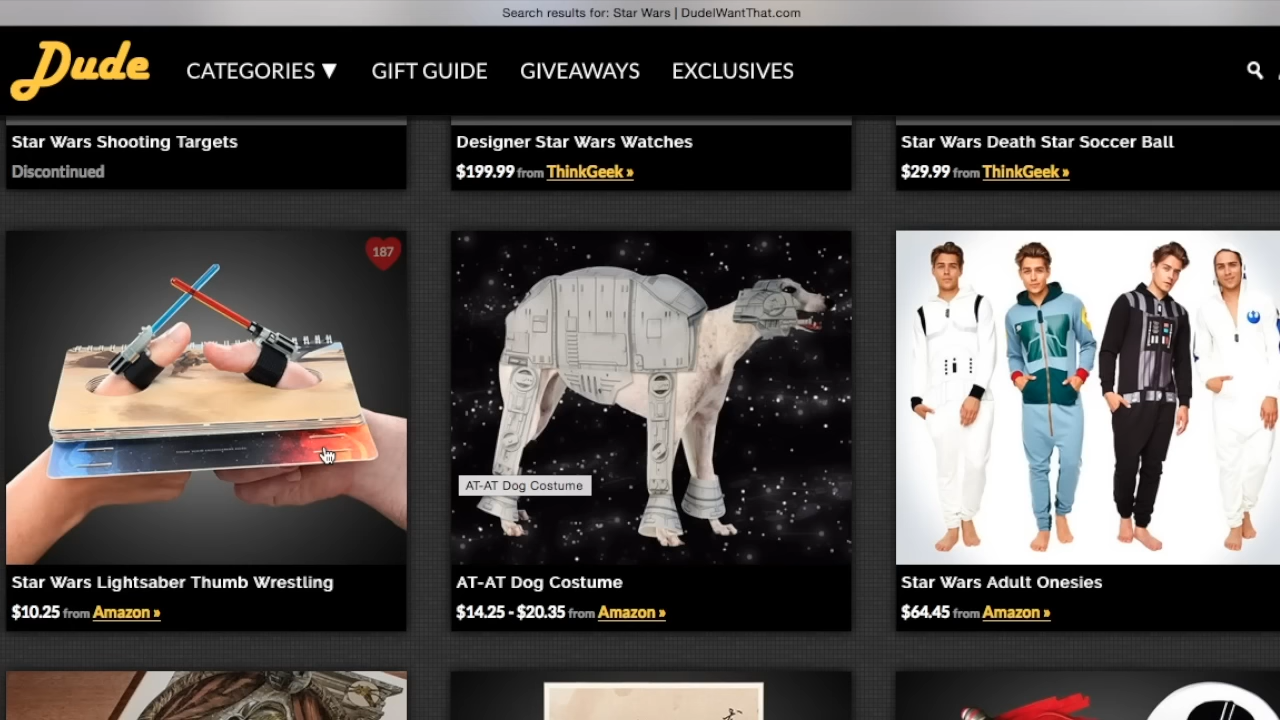 Search results for: Star Wars | DudeIWantThat.com
Dude
CATEGORIES ▼
GIFT GUIDE
GIVEAWAYS
EXCLUSIVES
Star Wars Shooting Targets
Discontinued
Designer Star Wars Watches
$199.99 from ThinkGeek »
Star Wars Death Star Soccer Ball
$29.99 from ThinkGeek »
187
AT-AT Dog Costume
Star Wars Lightsaber Thumb Wrestling
$10.25 from Amazon »
AT-AT Dog Costume
$14.25 - $20.35 from Amazon »
Star Wars Adult Onesies
$64.45 from Amazon »